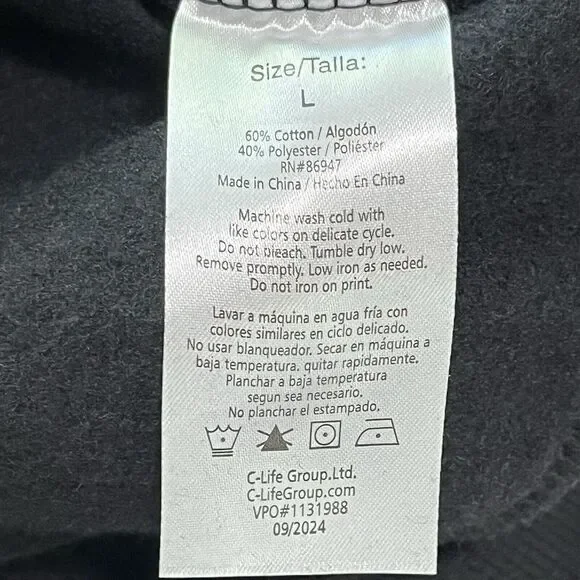 Size/Talla:
L
60% Cotton / Algodón
40% Polyester / Poliéster
RN#86947
Made in China / Hecho En China
Machine wash cold with
like colors on delicate cycle.
Do not bleach. Tumble dry low.
Remove promptly. Low iron as needed.
Do not iron on print.
Lavar a máquina en agua fría con
colores similares en ciclo delicado.
No usar blanqueador. Secar en máquina a
baja temperatura. quitar rapidamente.
Planchar a baja temperatura
segun sea necesario.
No planchar el estampado.
C-Life Group.Ltd.
C-LifeGroup.com
VPO#1131988
09/2024